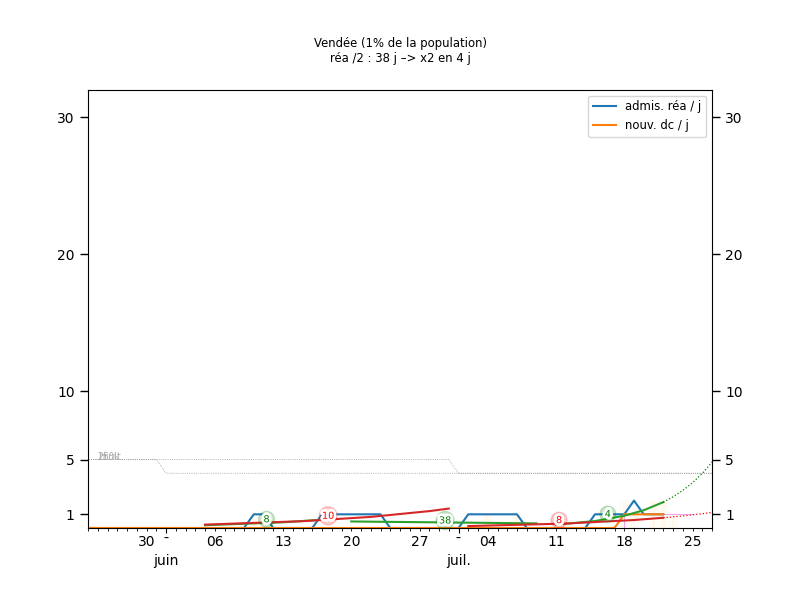 Vendée (1% de la population)
réa /2 : 38 j –> x2 en 4 j
admis. réa / j
nouv. dc / j
30 30
20 20
10 10
5 5
1 1
8 10 38 8 4
30 - 06 13 20 27 - 04 11 18 25
juin juil.